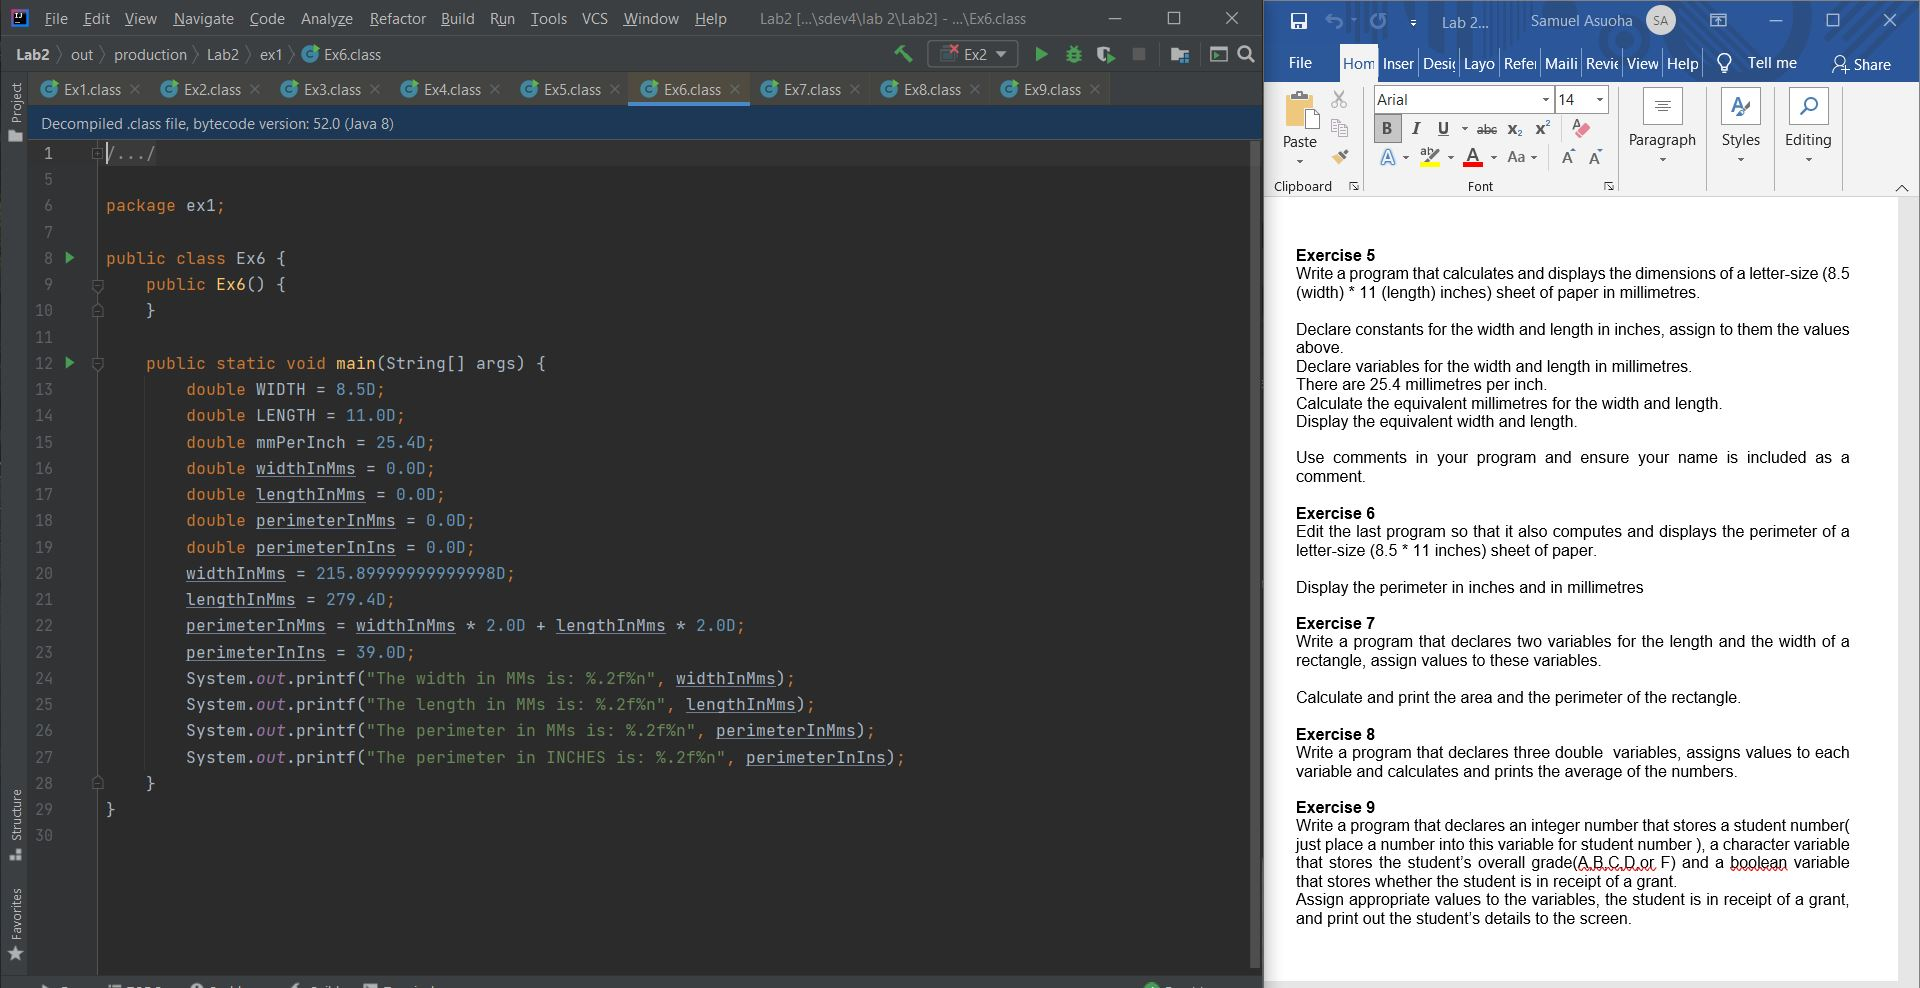 File Edit View Navigate Code Analyze Refactor Build Run Tools VCS Window Help Lab2 [...\sdev4\lab 2\Lab2] - ...\Ex6.class
Lab2 out production Lab2 ex1 Ex6.class Ex2
Ex1.class Ex2.class Ex3.class Ex4.class Ex5.class Ex6.class Ex7.class Ex8.class Ex9.class
Decompiled .class file, bytecode version: 52.0 (Java 8)
Project
Structure
Favorites
1 /.../
5
6 package ex1;
7
8 public class Ex6 {
9 public Ex6() {
10 }
11
12 public static void main(String[] args) {
13 double WIDTH = 8.5D;
14 double LENGTH = 11.0D;
15 double mmPerInch = 25.4D;
16 double widthInMms = 0.0D;
17 double lengthInMms = 0.0D;
18 double perimeterInMms = 0.0D;
19 double perimeterInIns = 0.0D;
20 widthInMms = 215.89999999999998D;
21 lengthInMms = 279.4D;
22 perimeterInMms = widthInMms * 2.0D + lengthInMms * 2.0D;
23 perimeterInIns = 39.0D;
24 System.out.printf("The width in MMs is: %.2f%n", widthInMms);
25 System.out.printf("The length in MMs is: %.2f%n", lengthInMms);
26 System.out.printf("The perimeter in MMs is: %.2f%n", perimeterInMms);
27 System.out.printf("The perimeter in INCHES is: %.2f%n", perimeterInIns);
28 }
29 }
30
Lab 2... Samuel Asuoha SA
File Hom Inser Desig Layo Refer Maili Revie View Help Tell me Share
Arial 14
B I U abc X₂ X²
A ab A Aa A A
Paste Paragraph Styles Editing
Clipboard Font
Exercise 5
Write a program that calculates and displays the dimensions of a letter-size (8.5
(width) * 11 (length) inches) sheet of paper in millimetres.
Declare constants for the width and length in inches, assign to them the values
above.
Declare variables for the width and length in millimetres.
There are 25.4 millimetres per inch.
Calculate the equivalent millimetres for the width and length.
Display the equivalent width and length.
Use comments in your program and ensure your name is included as a
comment.
Exercise 6
Edit the last program so that it also computes and displays the perimeter of a
letter-size (8.5 * 11 inches) sheet of paper.
Display the perimeter in inches and in millimetres
Exercise 7
Write a program that declares two variables for the length and the width of a
rectangle, assign values to these variables.
Calculate and print the area and the perimeter of the rectangle.
Exercise 8
Write a program that declares three double variables, assigns values to each
variable and calculates and prints the average of the numbers.
Exercise 9
Write a program that declares an integer number that stores a student number(
just place a number into this variable for student number ), a character variable
that stores the student's overall grade(A,B,C,D,or F) and a boolean variable
that stores whether the student is in receipt of a grant.
Assign appropriate values to the variables, the student is in receipt of a grant,
and print out the student's details to the screen.